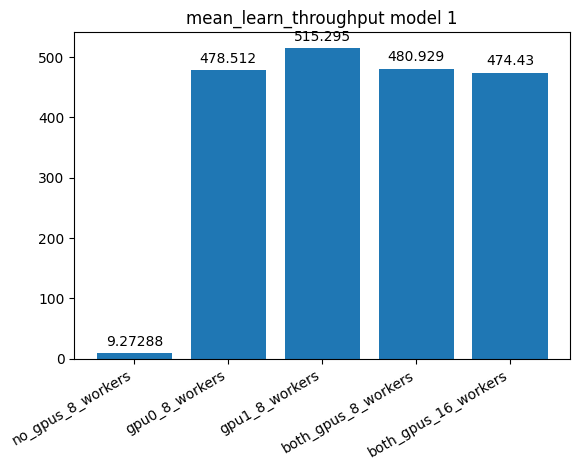 mean_learn_throughput model 1
500
400
300
200
100
0
9.27288
478.512
515.295
480.929
474.43
no_gpus_8_workers
gpu0_8_workers
gpu1_8_workers
both_gpus_8_workers
both_gpus_16_workers